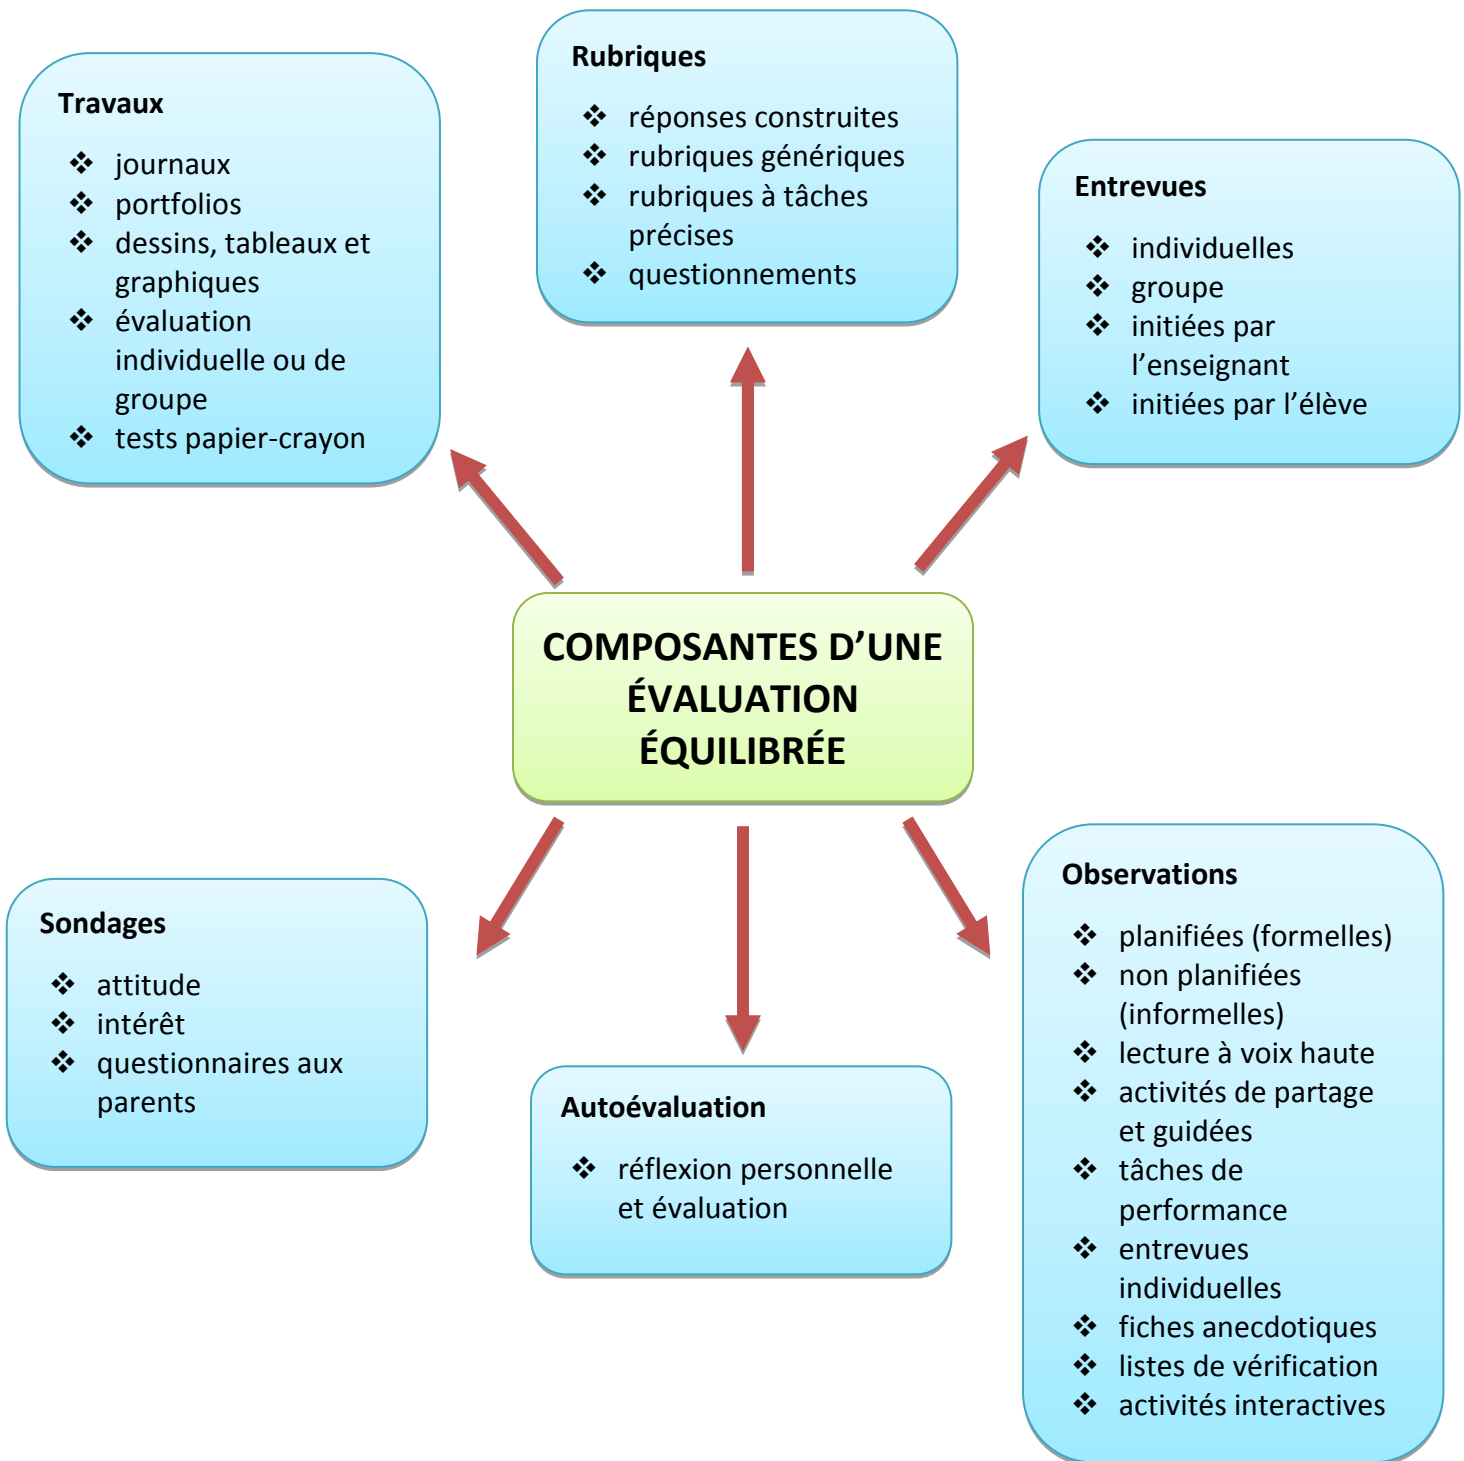 Travaux
❖ journaux
❖ portfolios
❖ dessins, tableaux et
graphiques
❖ évaluation
individuelle ou de
groupe
❖ tests papier-crayon
Rubriques
❖ réponses construites
❖ rubriques génériques
❖ rubriques à tâches
précises
❖ questionnements
Entrevues
❖ individuelles
❖ groupe
❖ initiées par
l’enseignant
❖ initiées par l’élève
COMPOSANTES D’UNE
ÉVALUATION
ÉQUILIBRÉE
Sondages
❖ attitude
❖ intérêt
❖ questionnaires aux
parents
Autoévaluation
❖ réflexion personnelle
et évaluation
Observations
❖ planifiées (formelles)
❖ non planifiées
(informelles)
❖ lecture à voix haute
❖ activités de partage
et guidées
❖ tâches de
performance
❖ entrevues
individuelles
❖ fiches anecdotiques
❖ listes de vérification
❖ activités interactives